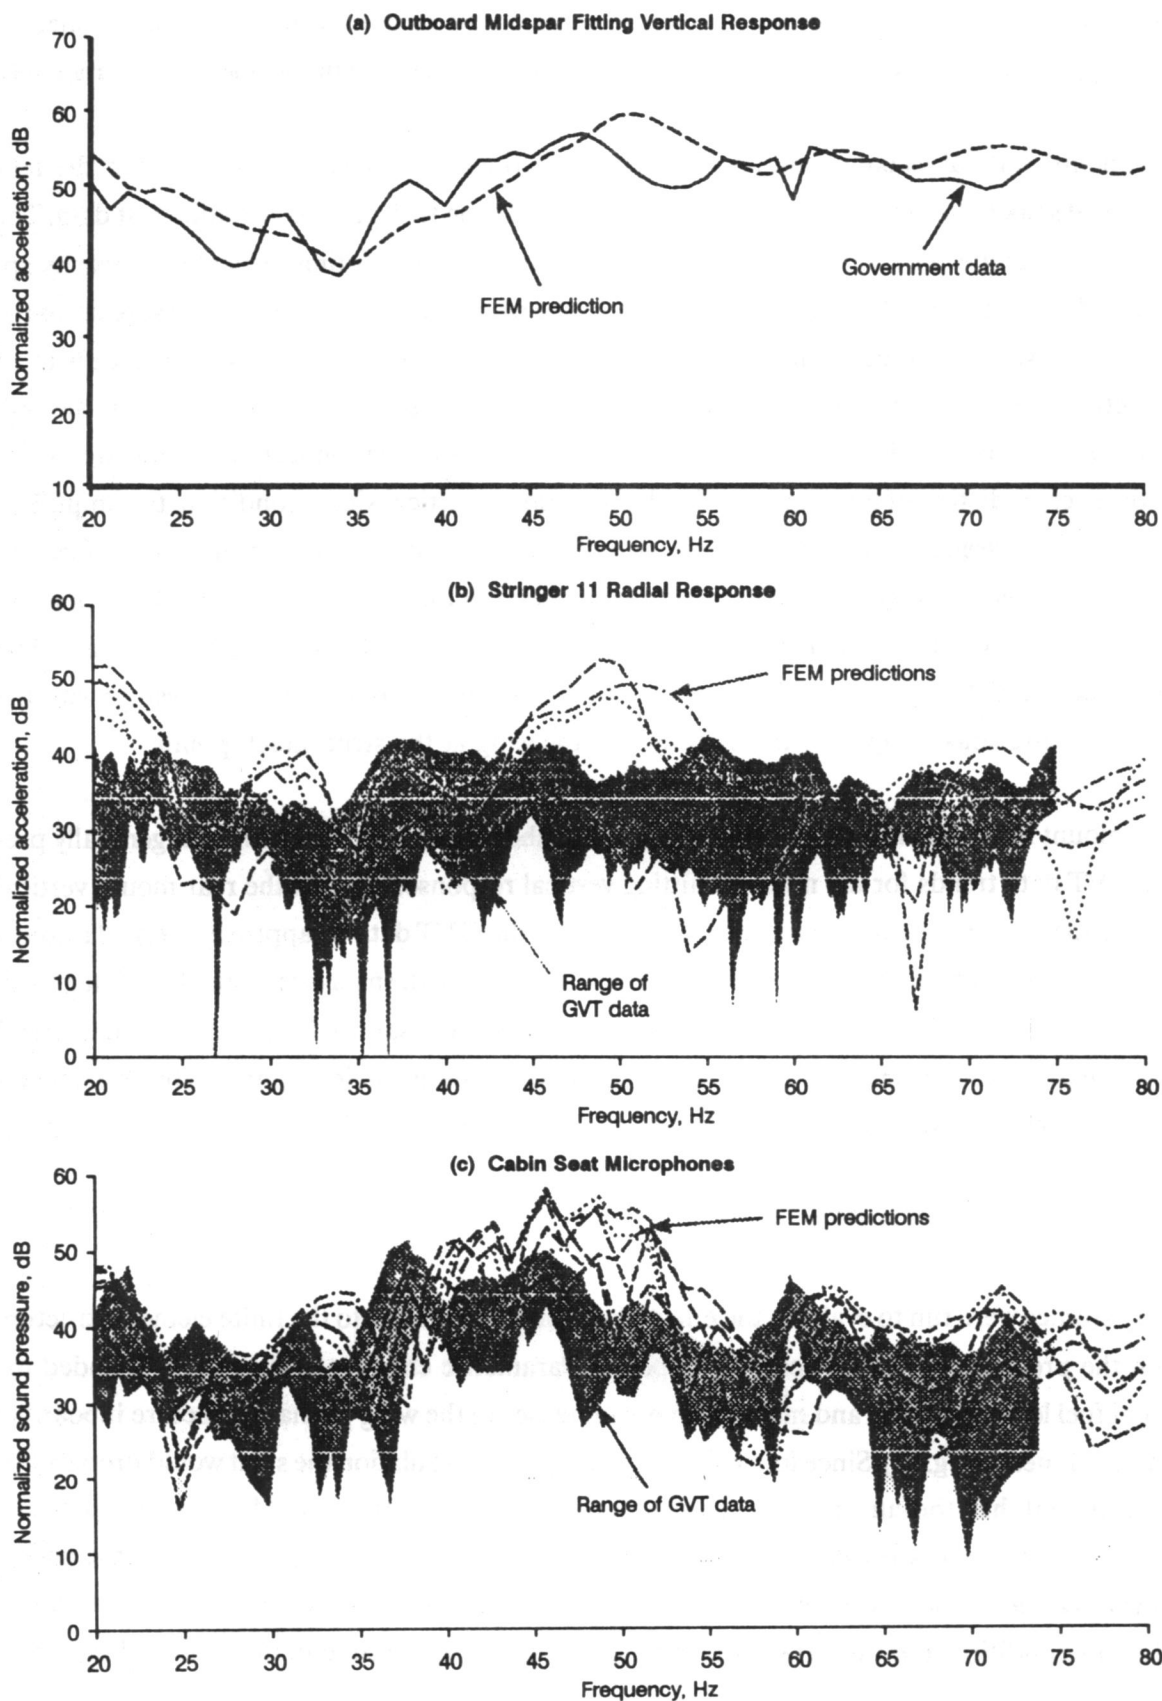 (a) Outboard Midspar Fitting Vertical Response
70
60
50
40
30
20
10
Normalized acceleration, dB
FEM prediction
Government data
20 25 30 35 40 45 50 55 60 65 70 75 80
Frequency, Hz
(b) Stringer 11 Radial Response
60
50
40
30
20
10
0
Normalized acceleration, dB
FEM predictions
Range of
GVT data
20 25 30 35 40 45 50 55 60 65 70 75 80
Frequency, Hz
(c) Cabin Seat Microphones
60
50
40
30
20
10
0
Normalized sound pressure, dB
FEM predictions
Range of GVT data
20 25 30 35 40 45 50 55 60 65 70 75 80
Frequency, Hz